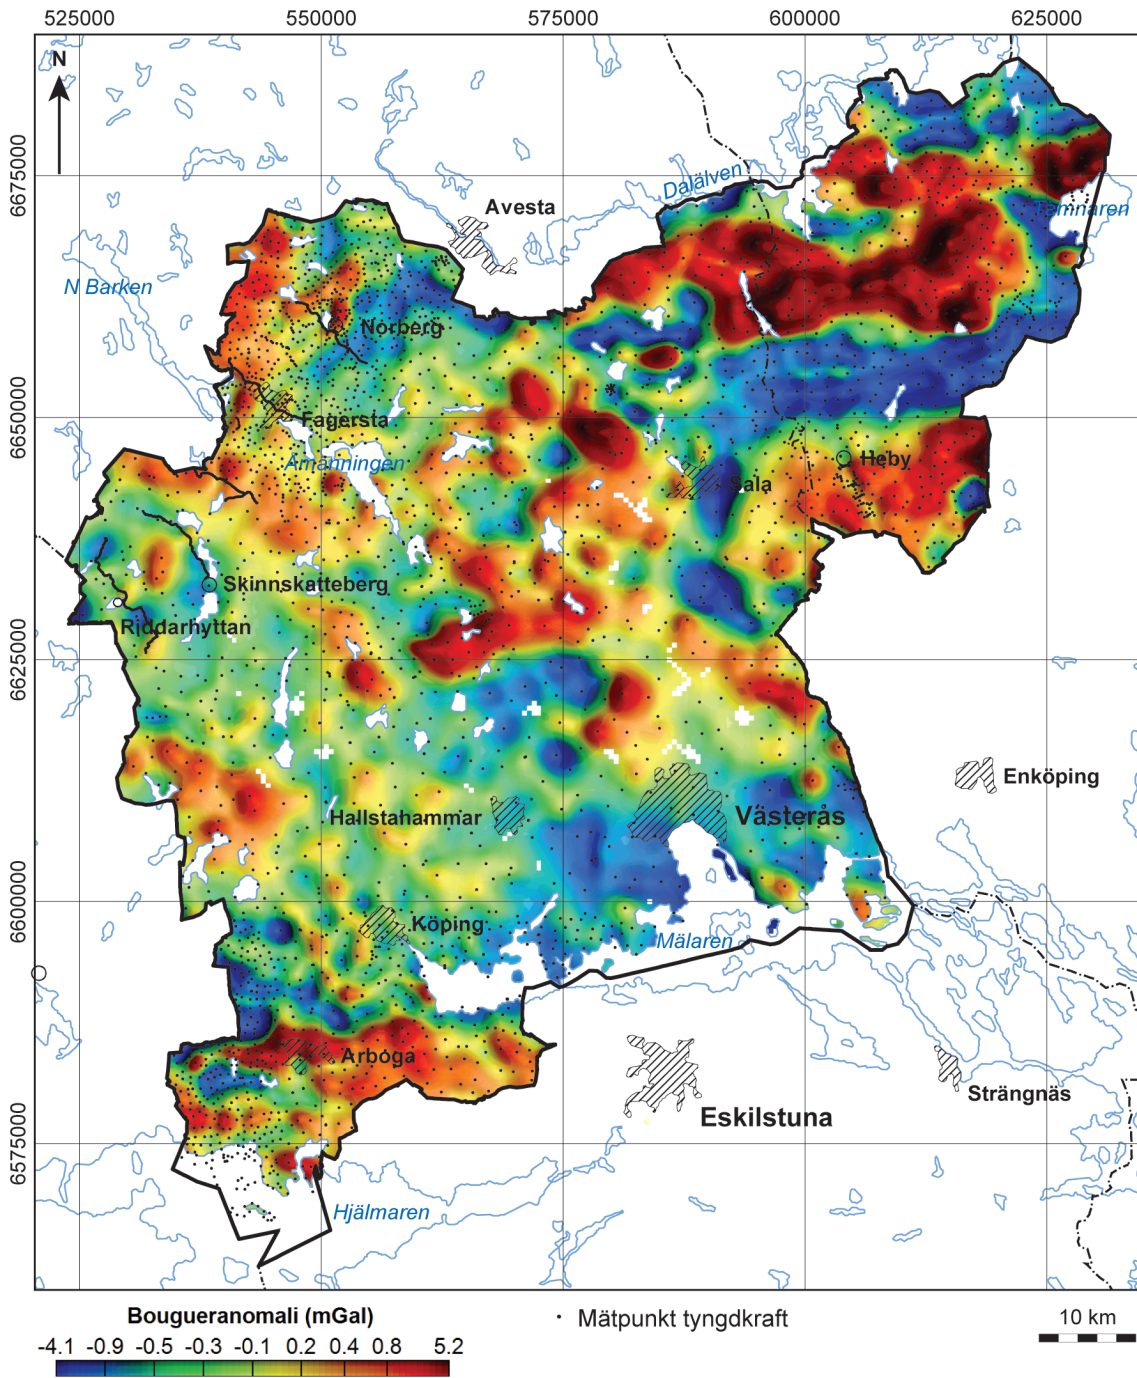 525000 550000 575000 600000 625000
N
6675000
6650000
6625000
6600000
6575000
Dalälven
Avesta
Tämnaren
N Barken
Norberg
Fagersta
Åmänningen
Heby
Sala
Skinnskatteberg
Riddarhyttan
Enköping
Västerås
Hallstahammar
Köping
Mälaren
Arboga
Strängnäs
Eskilstuna
Hjälmaren
Bougueranomali (mGal)
-4.1 -0.9 -0.5 -0.3 -0.1 0.2 0.4 0.8 5.2
Mätpunkt tyngdkraft
10 km